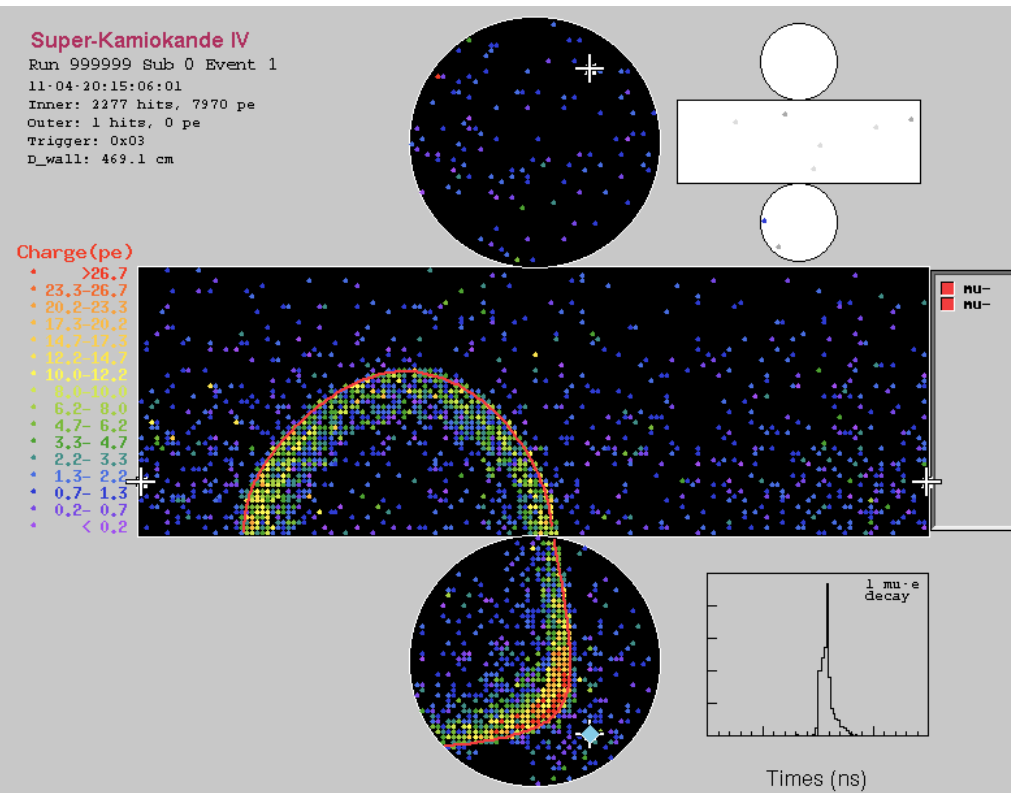 Super-Kamiokande IV
Run 999999 Sub 0 Event 1
11-04-20:15:06:01
Inner: 2277 hits, 7970 pe
Outer: 1 hits, 0 pe
Trigger: 0x03
D_wall: 469.1 cm
Charge(pe)
>26.7
23.3-26.7
20.2-23.3
17.3-20.2
14.7-17.3
12.2-14.7
10.0-12.2
8.0-10.0
6.2- 8.0
4.7- 6.2
3.3- 4.7
2.2- 3.3
1.3- 2.2
0.7- 1.3
0.2- 0.7
< 0.2
mu-
mu-
1 mu-e
decay
Times (ns)